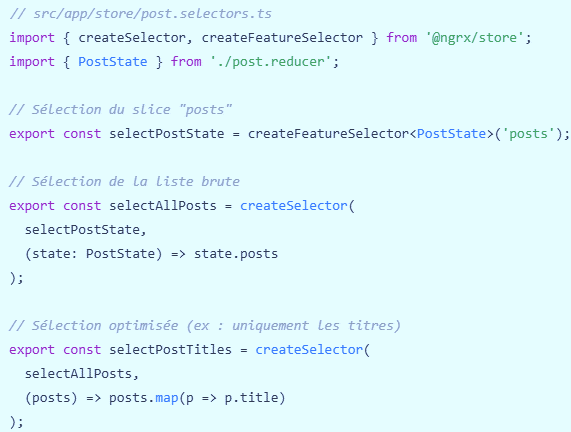 // src/app/store/post.selectors.ts
import { createSelector, createFeatureSelector } from '@ngrx/store';
import { PostState } from './post.reducer';

// Sélection du slice "posts"
export const selectPostState = createFeatureSelector<PostState>('posts');

// Sélection de la liste brute
export const selectAllPosts = createSelector(
  selectPostState,
  (state: PostState) => state.posts
);

// Sélection optimisée (ex : uniquement les titres)
export const selectPostTitles = createSelector(
  selectAllPosts,
  (posts) => posts.map(p => p.title)
);